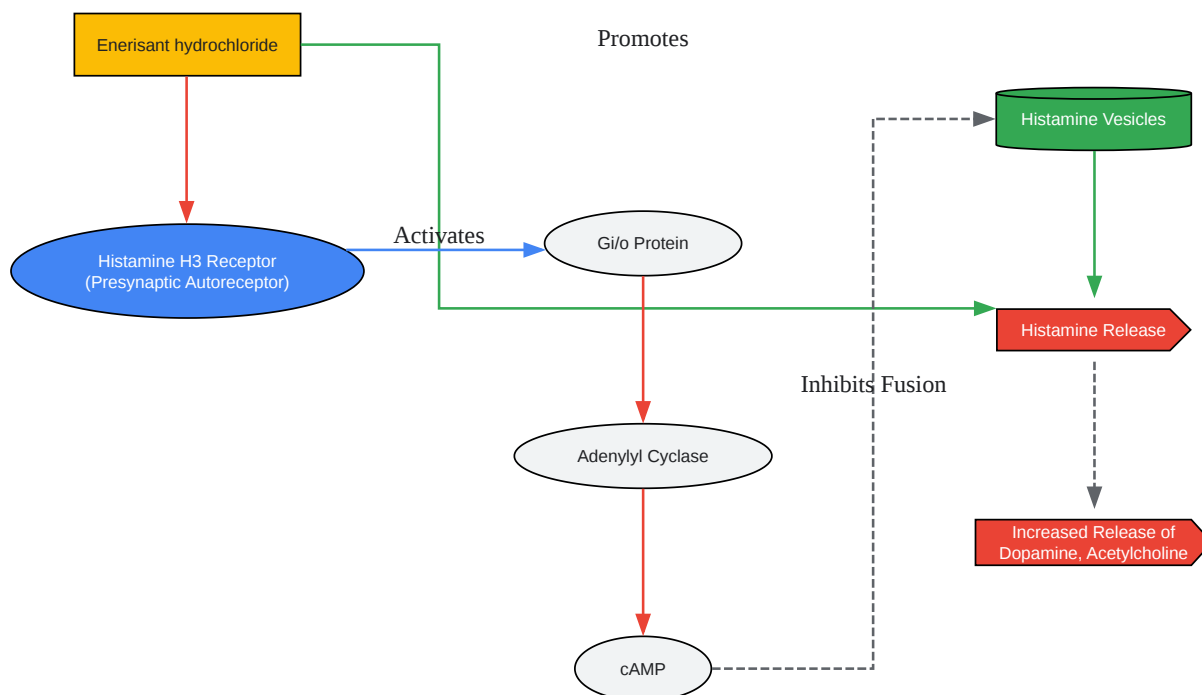 Enerisant hydrochloride
Promotes
Histamine Vesicles
Histamine H3 Receptor
(Presynaptic Autoreceptor)
Activates
Gi/o Protein
Histamine Release
Inhibits Fusion
Adenylyl Cyclase
Increased Release of
Dopamine, Acetylcholine
cAMP